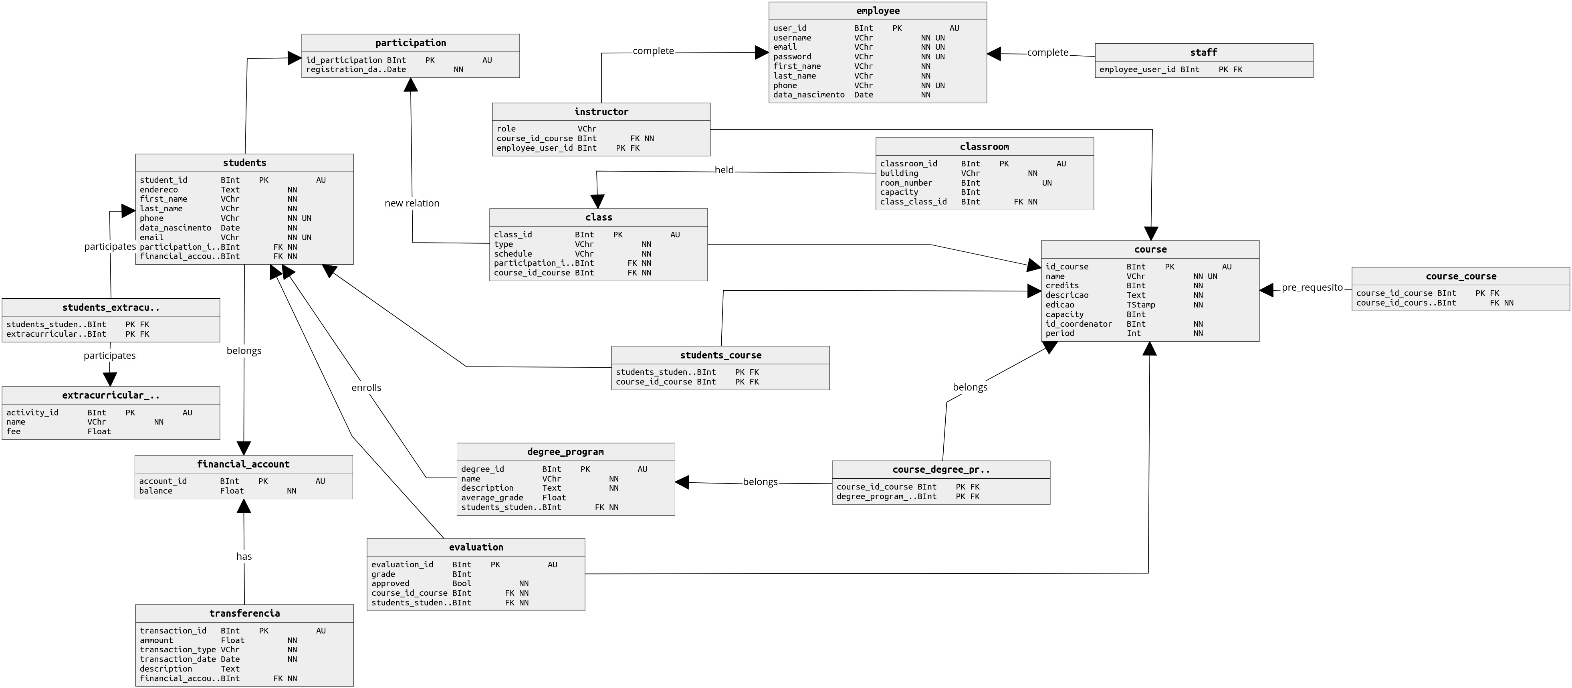 employee
user_id BInt PK AU
username VChr NN UN
email VChr NN UN
password VChr NN UN
first_name VChr NN
last_name VChr NN
phone VChr NN UN
data_nascimento Date NN
participation
id_participation BInt PK AU
registration_da..Date NN
complete
complete
staff
employee_user_id BInt PK FK
instructor
role VChr
course_id_course BInt FK NN
employee_user_id BInt PK FK
classroom
classroom_id BInt PK AU
building VChr NN
room_number BInt UN
capacity BInt
class_class_id BInt FK NN
students
student_id BInt PK AU
endereco Text NN
first_name VChr NN
last_name VChr NN
phone VChr NN UN
data_nascimento Date NN
email VChr NN UN
participation_i..BInt FK NN
financial_accou..BInt FK NN
held
new relation
class
class_id BInt PK AU
type VChr NN
schedule VChr NN
participation_i..BInt FK NN
course_id_course BInt FK NN
participates
course
id_course BInt PK AU
name VChr NN UN
credits BInt NN
descricao Text NN
edicao TStamp NN
capacity BInt
id_coordenator BInt NN
period Int NN
pre_requesito
course_course
course_id_course BInt PK FK
course_id_cours..BInt FK NN
students_extracu..
students_studen..BInt PK FK
extracurricular..BInt PK FK
participates
belongs
students_course
students_studen..BInt PK FK
course_id_course BInt PK FK
extracurricular_..
activity_id BInt PK AU
name VChr NN
fee Float
enrolls
belongs
financial_account
account_id BInt PK AU
balance Float NN
degree_program
degree_id BInt PK AU
name VChr NN
description Text NN
average_grade Float
students_studen..BInt FK NN
belongs
course_degree_pr..
course_id_course BInt PK FK
degree_program_..BInt PK FK
has
evaluation
evaluation_id BInt PK AU
grade BInt
approved Bool NN
course_id_course BInt FK NN
students_studen..BInt FK NN
transferencia
transaction_id BInt PK AU
ammount Float NN
transaction_type VChr NN
transaction_date Date NN
description Text
financial_accou..BInt FK NN